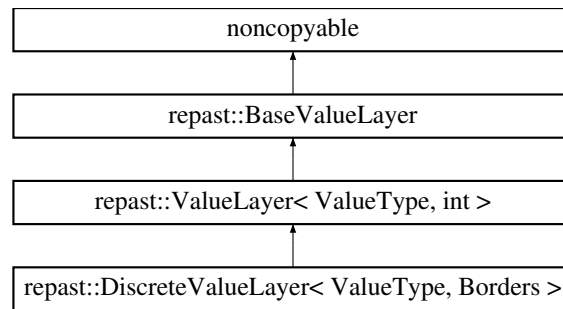 noncopyable
repast::BaseValueLayer
repast::ValueLayer< ValueType, int >
repast::DiscreteValueLayer< ValueType, Borders >